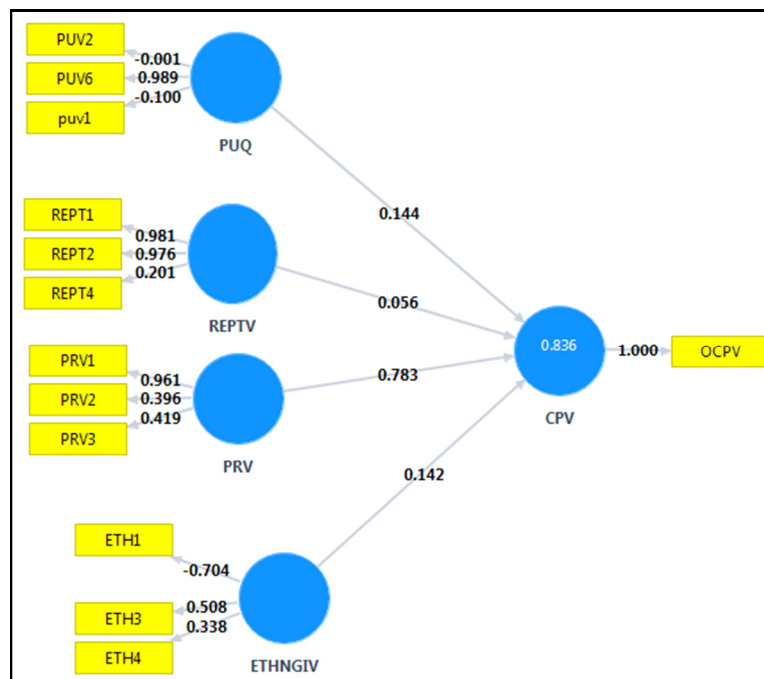 PUV2
-0.001
PUV6
0.989
-0.100
puv1
PUQ
0.144
REPT1
0.981
REPT2
0.976
0.201
REPT4
REPTV
0.056
PRV1
0.961
PRV2
0.396
0.419
PRV3
PRV
0.783
0.836
CPV
1.000
OCPV
0.142
ETH1
-0.704
ETH3
0.508
0.338
ETH4
ETHNGIV